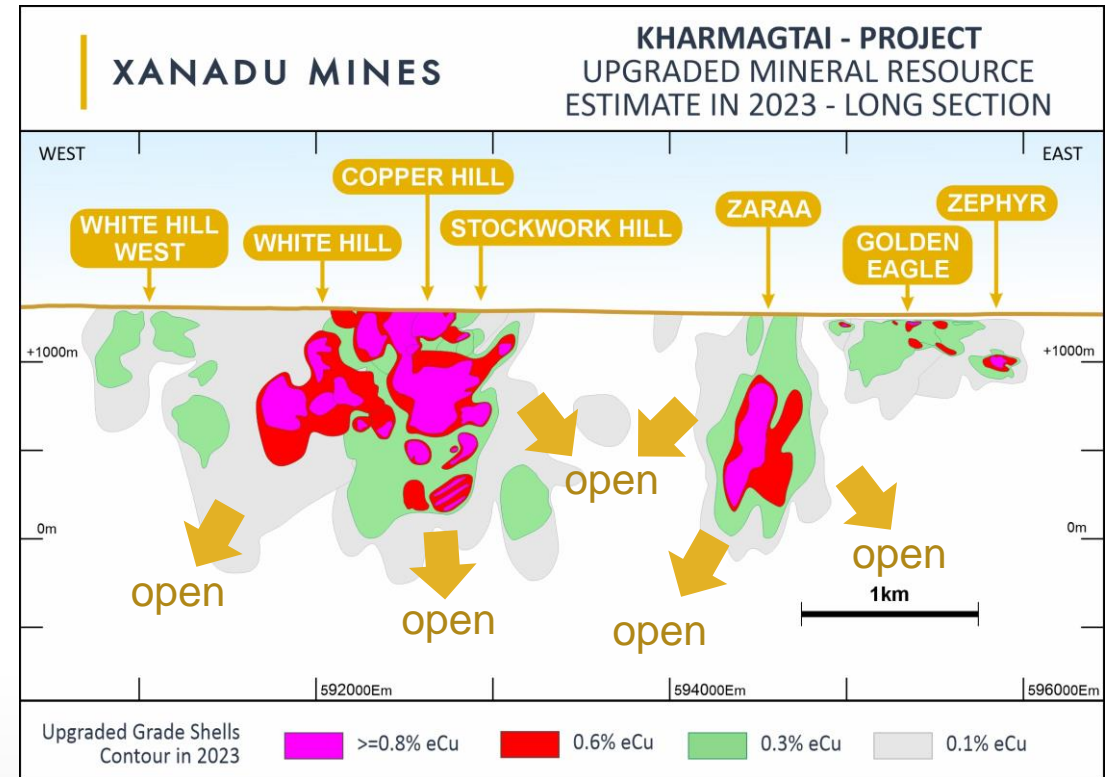 XANADU MINES
KHARMAGTAI - PROJECT
UPGRADED MINERAL RESOURCE
ESTIMATE IN 2023 - LONG SECTION
WEST
EAST
WHITE HILL
WEST
WHITE HILL
COPPER HILL
STOCKWORK HILL
ZARAA
GOLDEN
EAGLE
ZEPHYR
+1000m
+1000m
0m
0m
open
open
open
open
open
1km
592000Em
594000Em
596000Em
Upgraded Grade Shells
Contour in 2023
>=0.8% eCu
0.6% eCu
0.3% eCu
0.1% eCu